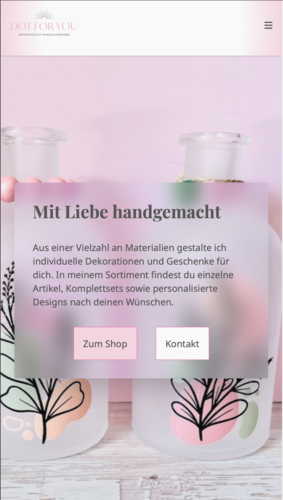 DOTFORYOU
Mit Liebe handgemacht
Aus einer Vielzahl an Materialien gestalte ich
individuelle Dekorationen und Geschenke für
dich. In meinem Sortiment findest du einzelne
Artikel, Komplettsets sowie personalisierte
Designs nach deinen Wünschen.
Zum Shop
Kontakt